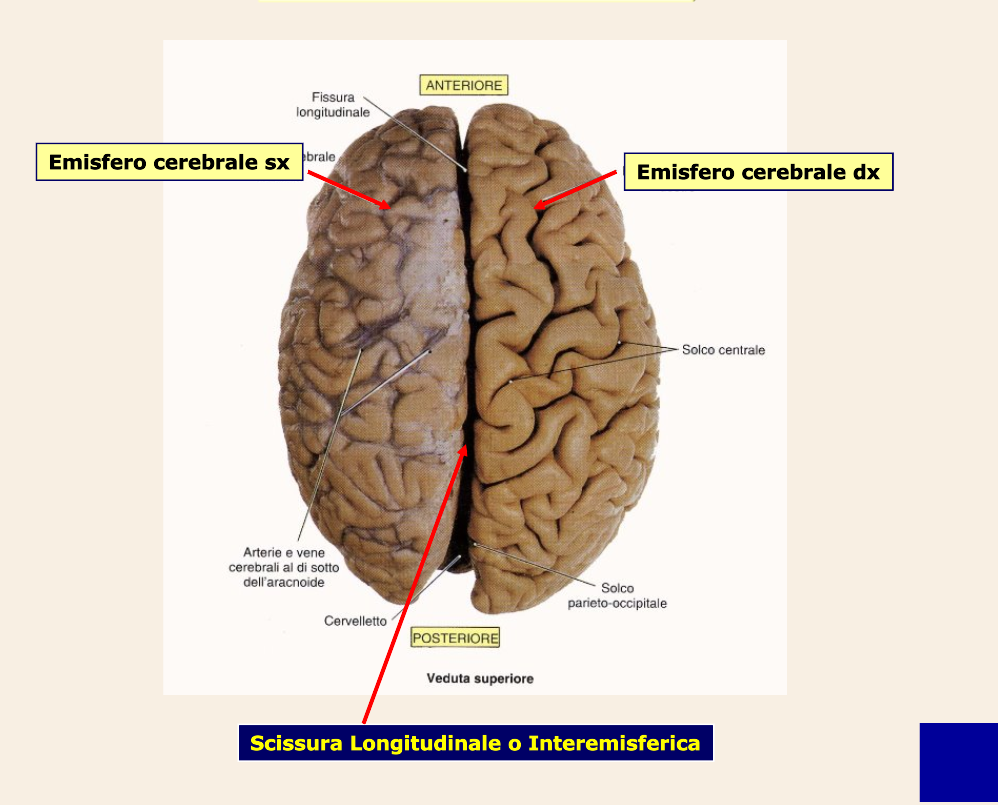 ANTERIORE
Fissura
longitudinale
Emisfero cerebrale sx
ebrale
Emisfero cerebrale dx
Solco centrale
Arterie e vene
cerebrali al di sotto
dell'aracnoide
Solco
parieto-occipitale
Cervelletto
POSTERIORE
Veduta superiore
Scissura Longitudinale o Interemisferica